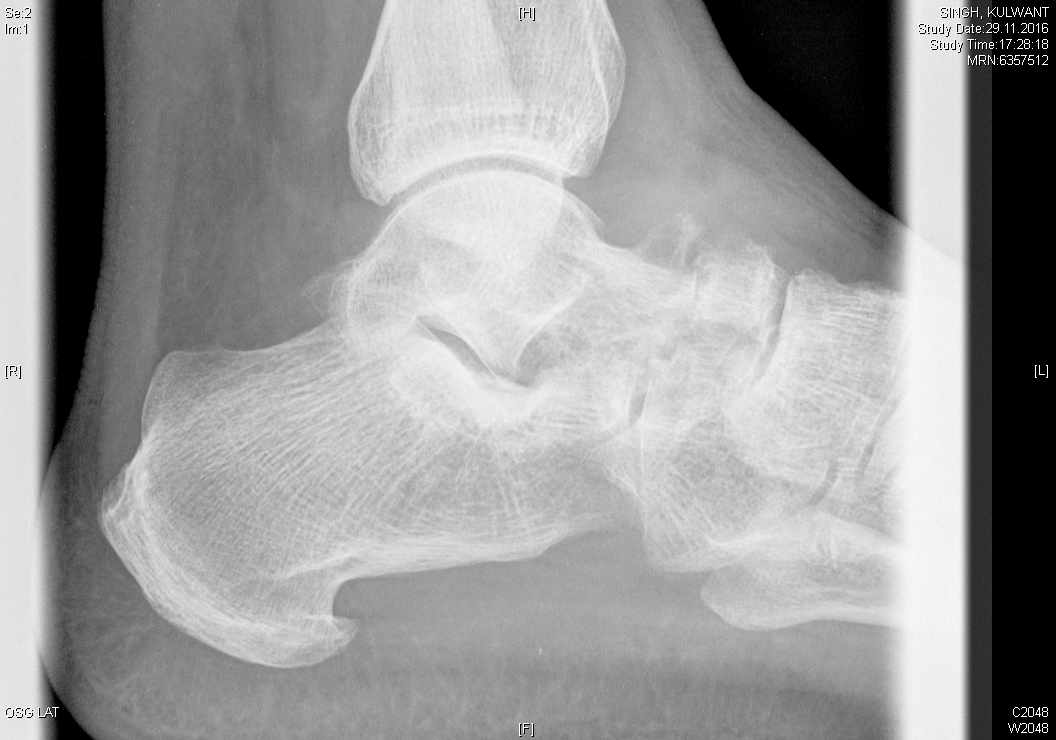 Se:2
Im:1
[H]
SINGH, KULWANT
Study Date:29.11.2016
Study Time:17:28:18
MRN:6357512
[R]
[L]
OSG LAT
[F]
C2048
W2048